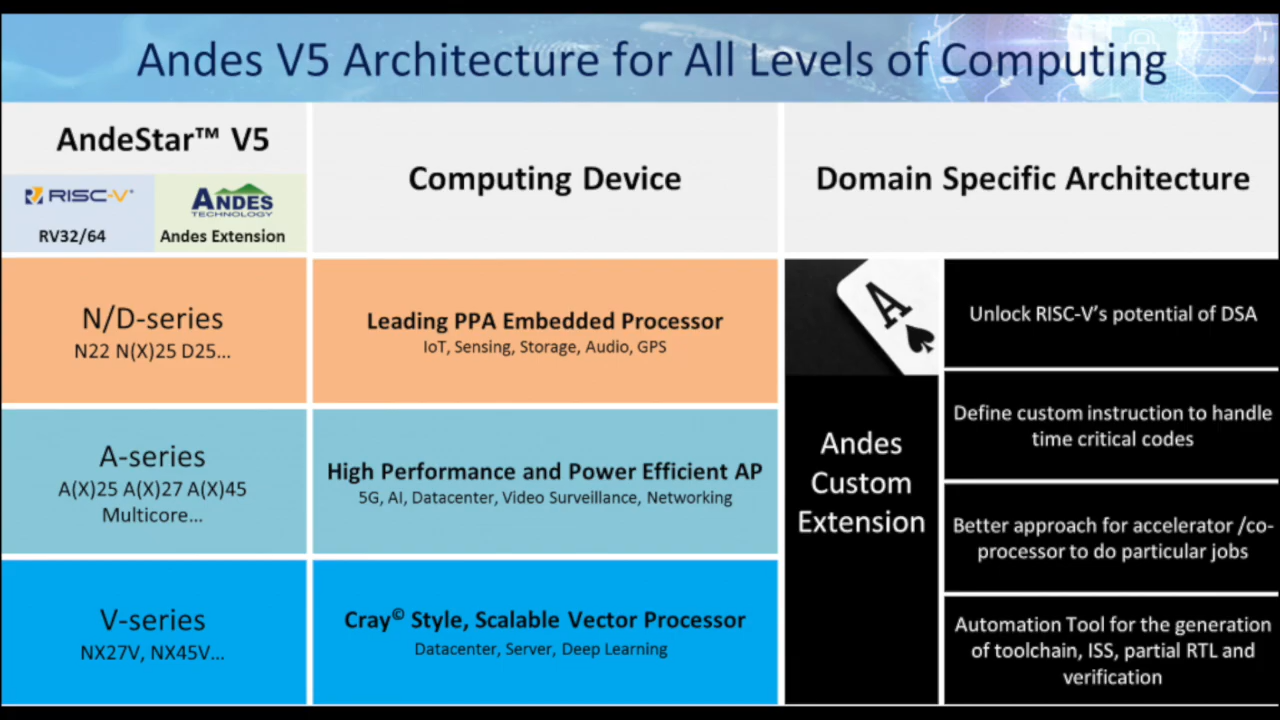 Andes V5 Architecture for All Levels of Computing
AndeStar™ V5
RISC-V®
RV32/64
ANDES
TECHNOLOGY
Andes Extension
Computing Device
Domain Specific Architecture
N/D-series
N22 N(X)25 D25...
Leading PPA Embedded Processor
IoT, Sensing, Storage, Audio, GPS
A-series
A(X)25 A(X)27 A(X)45
Multicore...
High Performance and Power Efficient AP
5G, AI, Datacenter, Video Surveillance, Networking
V-series
NX27V, NX45V...
Cray© Style, Scalable Vector Processor
Datacenter, Server, Deep Learning
A
Andes
Custom
Extension
Unlock RISC-V’s potential of DSA
Define custom instruction to handle
time critical codes
Better approach for accelerator /co-
processor to do particular jobs
Automation Tool for the generation
of toolchain, ISS, partial RTL and
verification